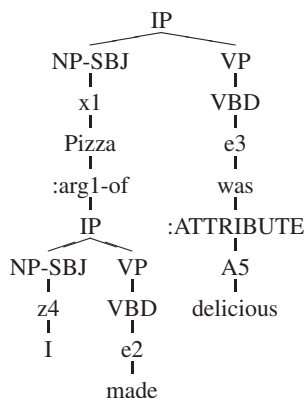 IP
NP-SBJ VP
x1 VBD
Pizza e3
:arg1-of was
IP :ATTRIBUTE
NP-SBJ VP A5
z4 VBD delicious
I e2
made